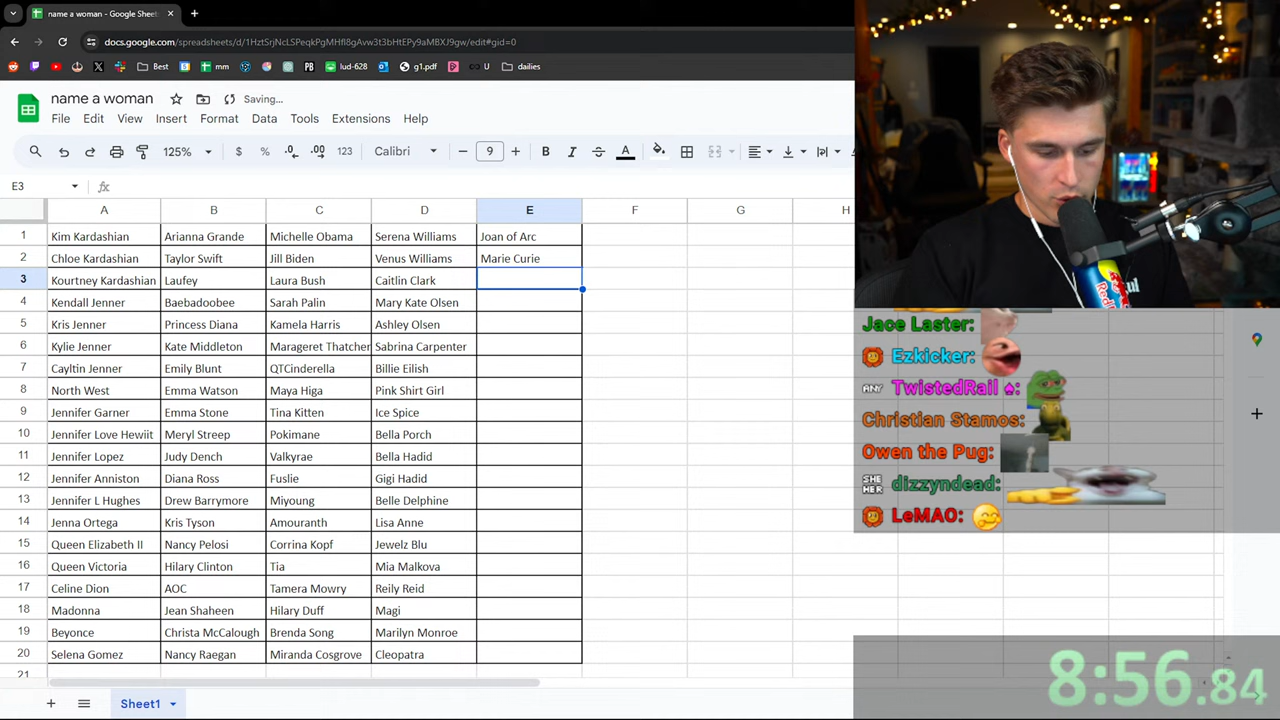 name a woman - Google Sheet
docs.google.com/spreadsheets/d/1HztSrjNcLSPeqkPgMHfl8gAvw3t3bHtEPy9aMBXJ9gw/edit#gid=0
Best mm PB lud-628 g1.pdf U dailies
name a woman Saving...
File Edit View Insert Format Data Tools Extensions Help
125% $ % .0 .00 123 Calibri 9 B I S A
E3 fx
A B C D E F G H
1 Kim Kardashian Arianna Grande Michelle Obama Serena Williams Joan of Arc
2 Chloe Kardashian Taylor Swift Jill Biden Venus Williams Marie Curie
3 Kourtney Kardashian Laufey Laura Bush Caitlin Clark
4 Kendall Jenner Baebadoobee Sarah Palin Mary Kate Olsen
5 Kris Jenner Princess Diana Kamela Harris Ashley Olsen
6 Kylie Jenner Kate Middleton Marageret Thatcher Sabrina Carpenter
7 Cayltin Jenner Emily Blunt QTCinderella Billie Eilish
8 North West Emma Watson Maya Higa Pink Shirt Girl
9 Jennifer Garner Emma Stone Tina Kitten Ice Spice
10 Jennifer Love Hewiit Meryl Streep Pokimane Bella Porch
11 Jennifer Lopez Judy Dench Valkyrae Bella Hadid
12 Jennifer Anniston Diana Ross Fuslie Gigi Hadid
13 Jennifer L Hughes Drew Barrymore Miyoung Belle Delphine
14 Jenna Ortega Kris Tyson Amouranth Lisa Anne
15 Queen Elizabeth II Nancy Pelosi Corrina Kopf Jewelz Blu
16 Queen Victoria Hilary Clinton Tia Mia Malkova
17 Celine Dion AOC Tamera Mowry Reily Reid
18 Madonna Jean Shaheen Hilary Duff Magi
19 Beyonce Christa McCalough Brenda Song Marilyn Monroe
20 Selena Gomez Nancy Raegan Miranda Cosgrove Cleopatra
21
Sheet1
Jace Laster:
Ezkicker:
ANY TwistedRail ♠:
Christian Stamos:
Owen the Pug:
SHE HER dizzyndead:
LeMAO:
8:56.84